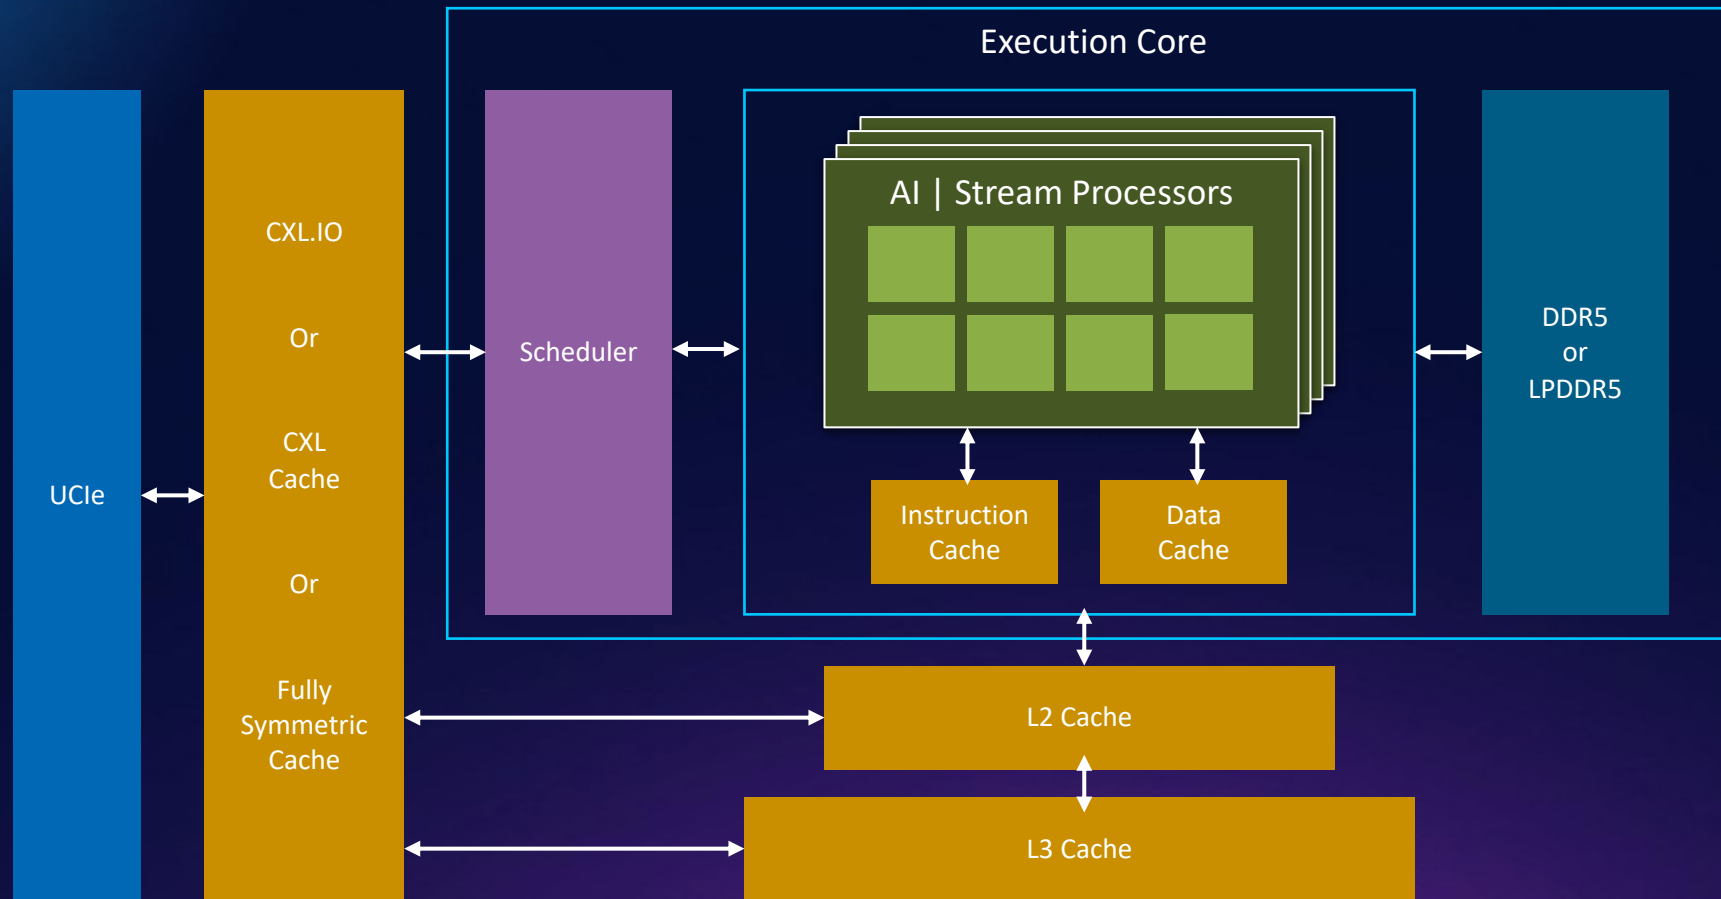 Execution Core
UCIe
CXL.IO
Or
CXL
Cache
Or
Fully
Symmetric
Cache
Scheduler
AI | Stream Processors
Instruction
Cache
Data
Cache
DDR5
or
LPDDR5
L2 Cache
L3 Cache